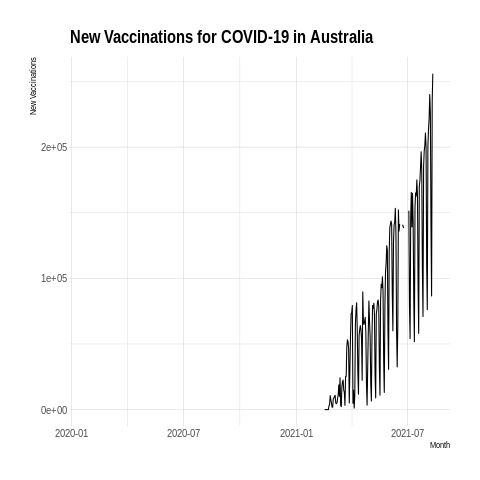 New Vaccinations for COVID-19 in Australia
New Vaccinations
2e+05
1e+05
0e+00
2020-01
2020-07
2021-01
2021-07
Month